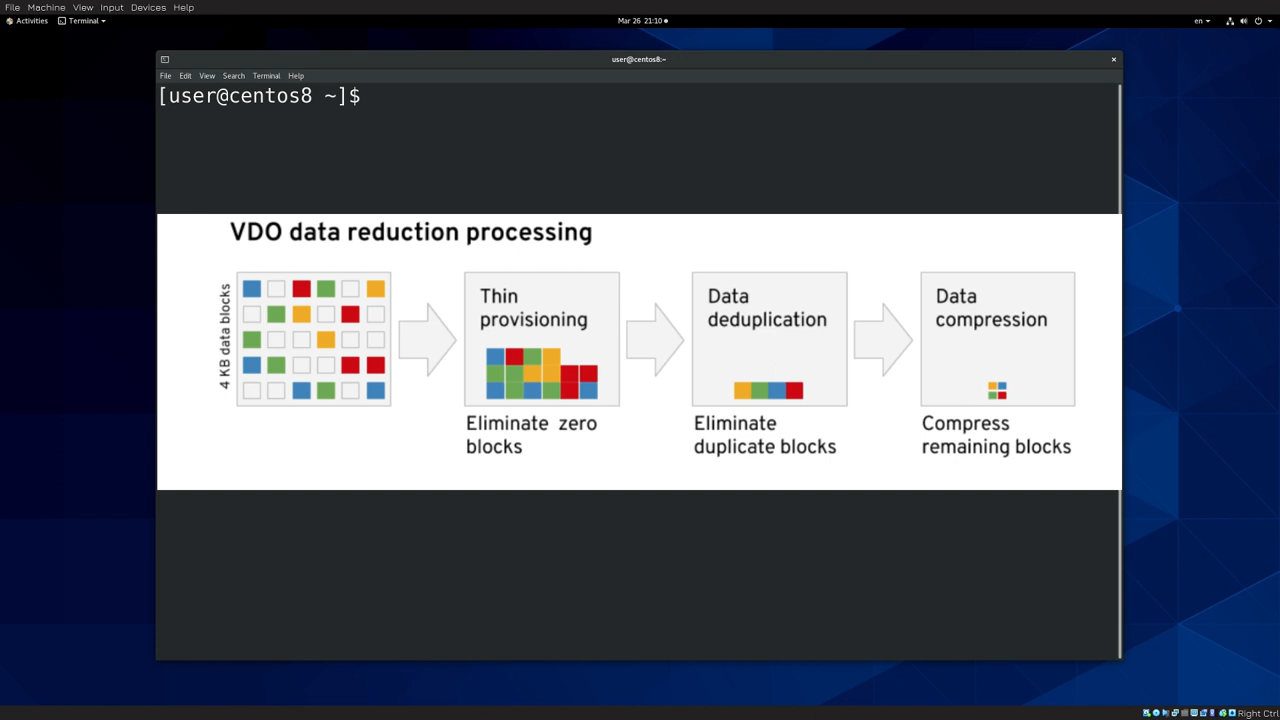 File Machine View Input Devices Help
Activities Terminal Mar 26 21:10 en
user@centos8:~
File Edit View Search Terminal Help
[user@centos8 ~]$
VDO data reduction processing
4 KB data blocks
Thin
provisioning
Eliminate zero
blocks
Data
deduplication
Eliminate
duplicate blocks
Data
compression
Compress
remaining blocks
Right Ctrl